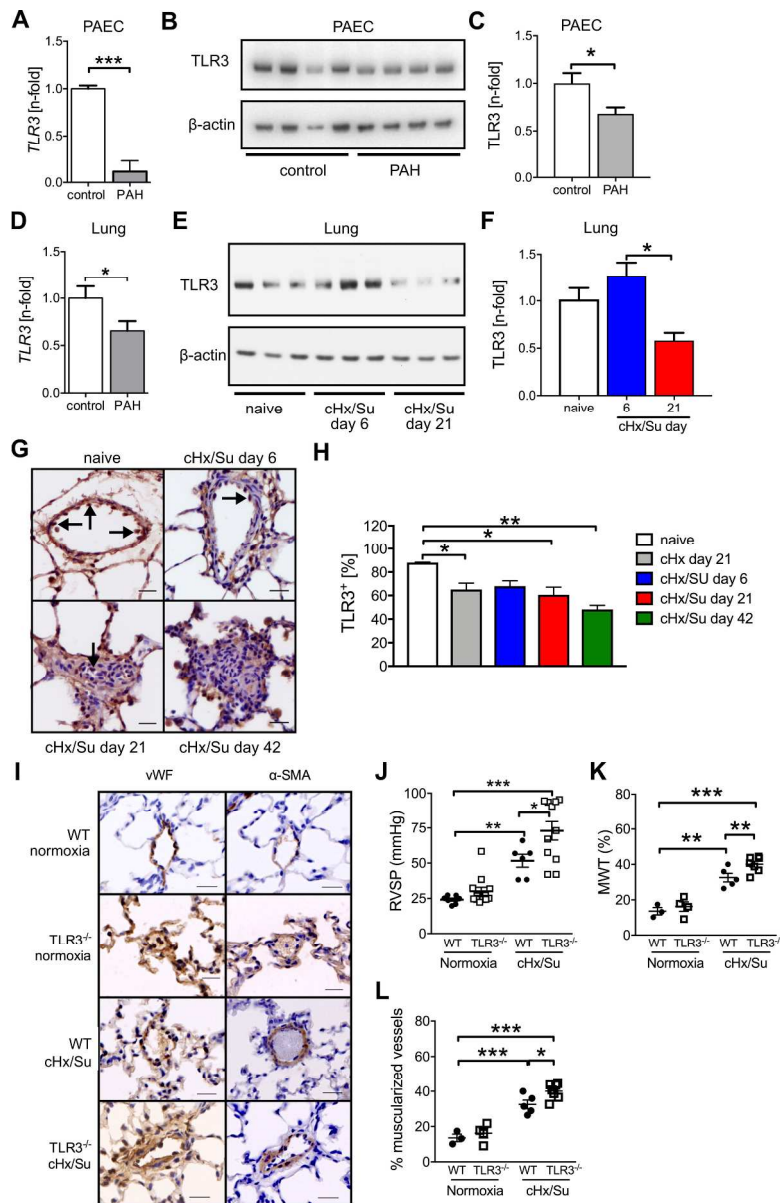 A
PAEC
TLR3 [n-fold]
1.5
1.0
0.5
0.0
***
control
PAH
B
PAEC
TLR3
β-actin
control
PAH
C
PAEC
TLR3 [n-fold]
1.5
1.0
0.5
0.0
*
control
PAH
D
Lung
TLR3 [n-fold]
1.5
1.0
0.5
0.0
*
control
PAH
E
Lung
TLR3
β-actin
naive
cHx/Su
day 6
cHx/Su
day 21
F
Lung
TLR3 [n-fold]
1.5
1.0
0.5
0.0
*
naive
6
21
cHx/Su day
G
naive
cHx/Su day 6
cHx/Su day 21
cHx/Su day 42
H
TLR3+ [%]
120
100
80
60
40
20
0
**
*
*
naive
cHx day 21
cHx/SU day 6
cHx/Su day 21
cHx/Su day 42
I
vWF
α-SMA
WT
normoxia
TLR3-/-
normoxia
WT
cHx/Su
TLR3-/-
cHx/Su
J
RVSP (mmHg)
100
75
50
25
0
***
*
**
WT TLR3-/- WT TLR3-/-
Normoxia
cHx/Su
K
MWT (%)
80
60
40
20
0
***
**
**
WT TLR3-/- WT TLR3-/-
Normoxia
cHx/Su
L
% muscularized vessels
80
60
40
20
0
***
***
*
WT TLR3-/- WT TLR3-/-
Normoxia
cHx/Su